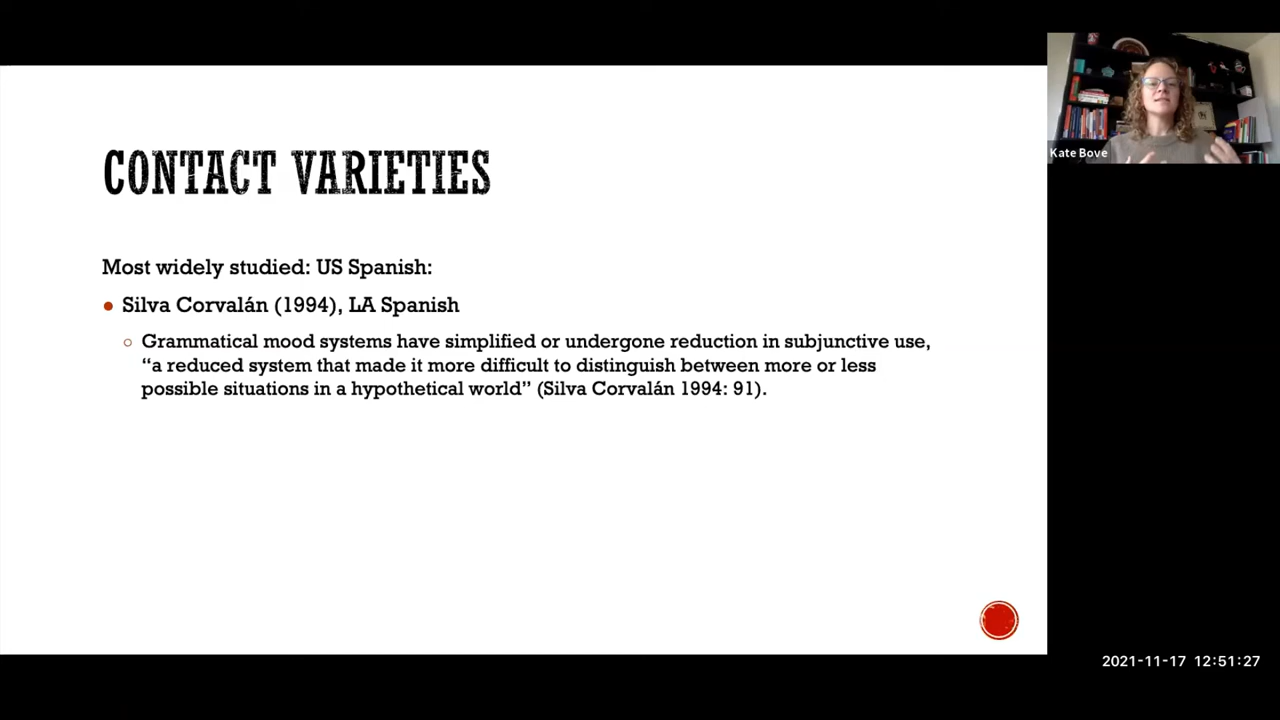 CONTACT VARIETIES
Most widely studied: US Spanish:
Silva Corvalán (1994), LA Spanish
Grammatical mood systems have simplified or undergone reduction in subjunctive use,
“a reduced system that made it more difficult to distinguish between more or less
possible situations in a hypothetical world” (Silva Corvalán 1994: 91).
Kate Bove
2021-11-17 12:51:27